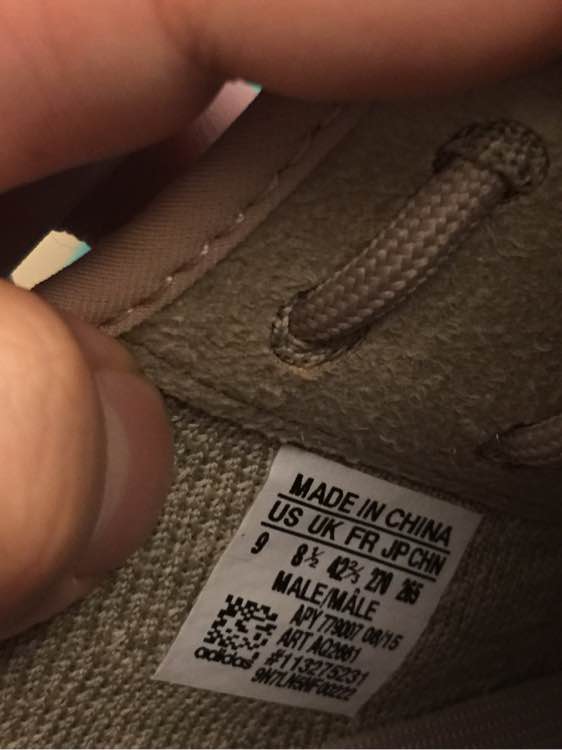 MADE IN CHINA
US UK FR JP CHN
9 8½ 42⅔ 270 265
MALE/MÂLE
APY 779007 08/15
ART AQ2661
#113275231
9N7LN5NF00222
adidas